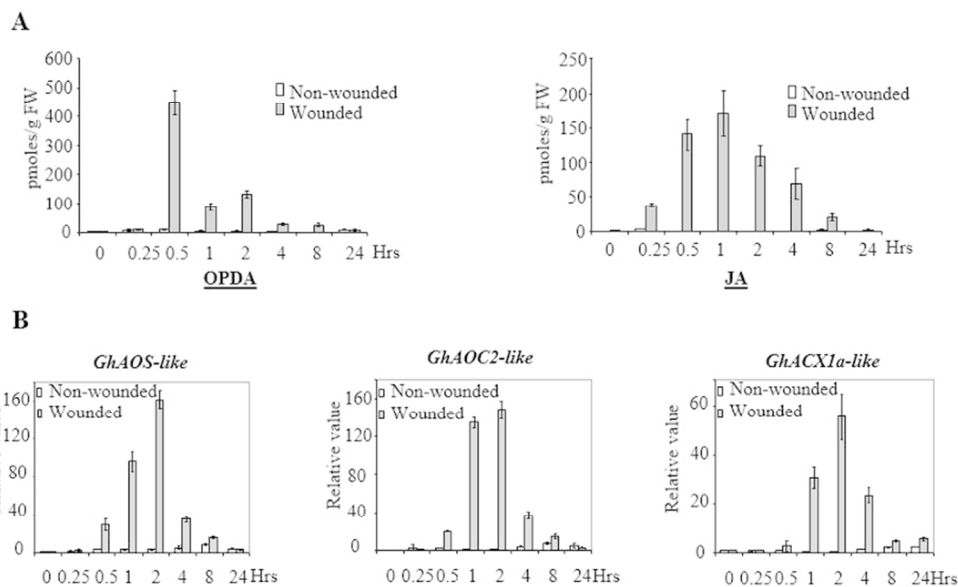 A
600
500
400
300
200
100
0
pmoles/g FW
Non-wounded
Wounded
0 0.25 0.5 1 2 4 8 24 Hrs
OPDA
250
200
150
100
50
0
pmoles/g FW
Non-wounded
Wounded
0 0.25 0.5 1 2 4 8 24 Hrs
JA
B
GhAOS-like
160
120
80
40
0
Non-wounded
Wounded
0 0.25 0.5 1 2 4 8 24 Hrs
GhAOC2-like
Relative value
160
120
80
40
0
Non-wounded
Wounded
0 0.25 0.5 1 2 4 8 24 Hrs
GhACX1a-like
Relative value
60
40
20
0
Non-wounded
Wounded
0 0.25 0.5 1 2 4 8 24 Hrs